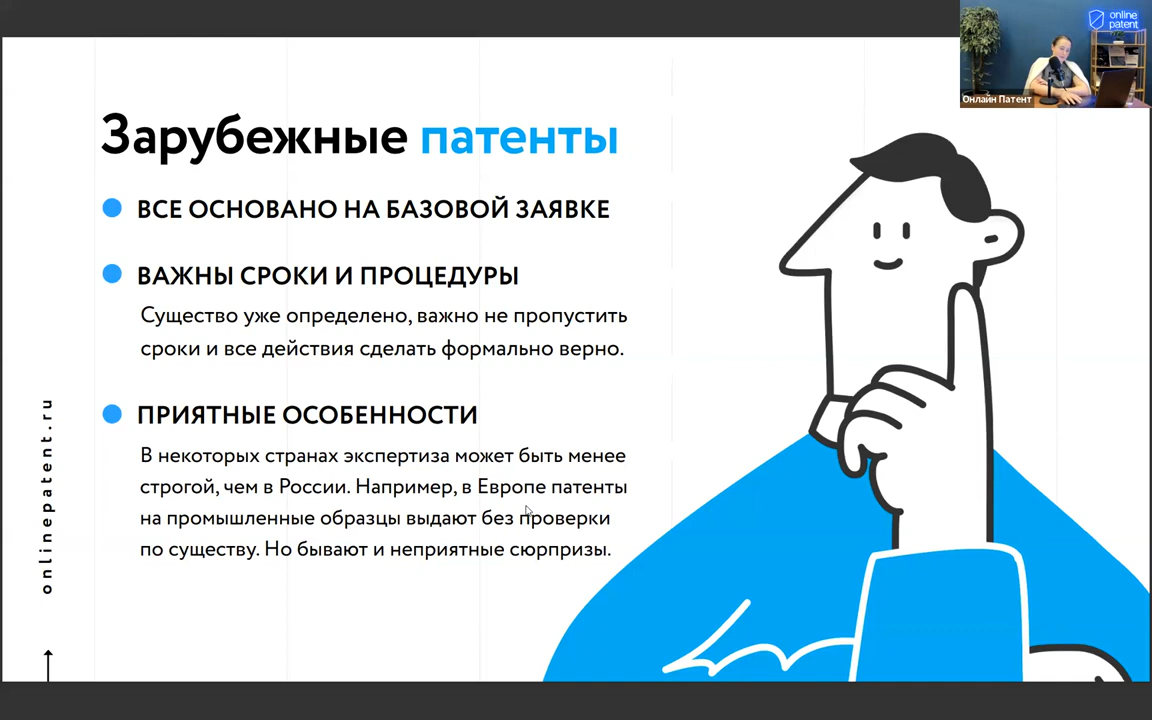 online
patent
Онлайн Патент
Зарубежные патенты
ВСЕ ОСНОВАНО НА БАЗОВОЙ ЗАЯВКЕ
ВАЖНЫ СРОКИ И ПРОЦЕДУРЫ
Существо уже определено, важно не пропустить
сроки и все действия сделать формально верно.
ПРИЯТНЫЕ ОСОБЕННОСТИ
В некоторых странах экспертиза может быть менее
строгой, чем в России. Например, в Европе патенты
на промышленные образцы выдают без проверки
по существу. Но бывают и неприятные сюрпризы.
onlinepatent.ru